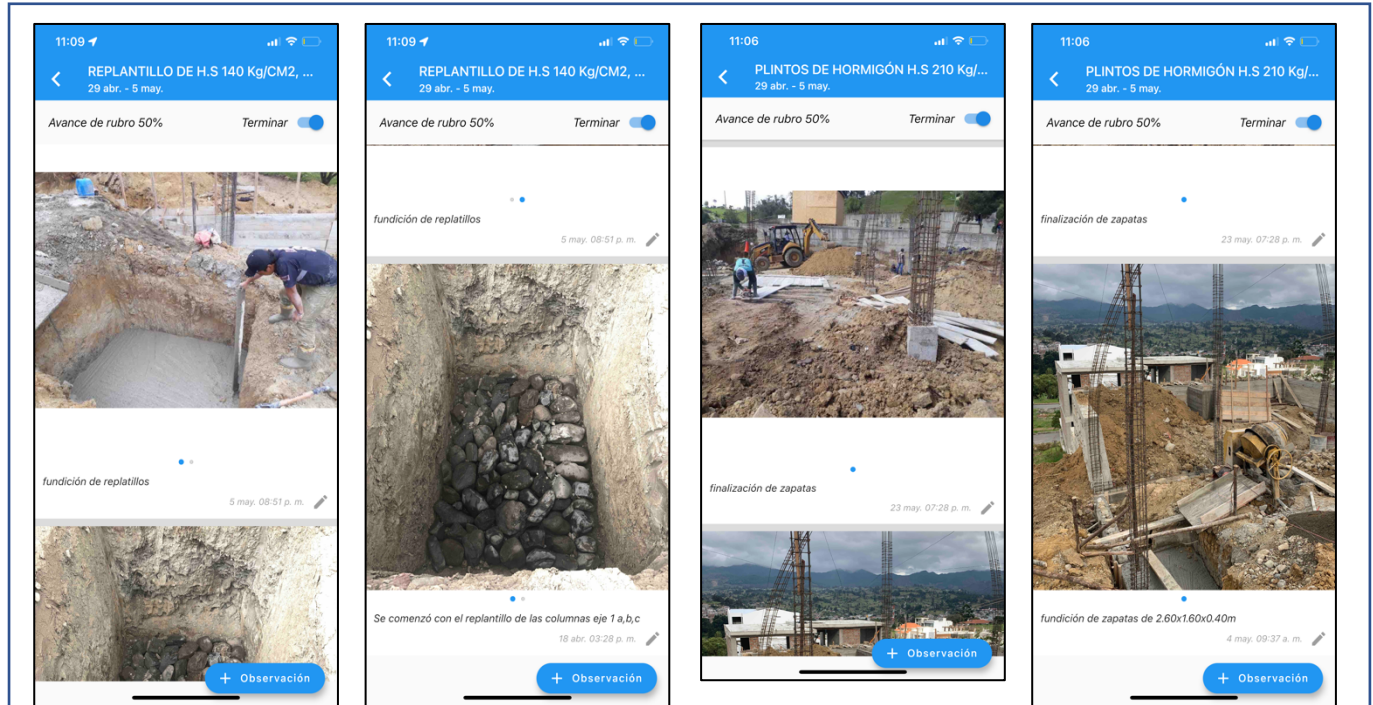 11:09
REPLANTILLO DE H.S 140 Kg/CM2, ...
29 abr. - 5 may.
Avance de rubro 50%
Terminar
fundición de replatillos
5 may. 08:51 p. m.
+ Observación
11:09
REPLANTILLO DE H.S 140 Kg/CM2, ...
29 abr. - 5 may.
Avance de rubro 50%
Terminar
fundición de replatillos
5 may. 08:51 p. m.
Se comenzó con el replantillo de las columnas eje 1 a,b,c
18 abr. 03:28 p. m.
+ Observación
11:06
PLINTOS DE HORMIGÓN H.S 210 Kg/...
29 abr. - 5 may.
Avance de rubro 50%
Terminar
finalización de zapatas
23 may. 07:28 p. m.
+ Observación
11:06
PLINTOS DE HORMIGÓN H.S 210 Kg/...
29 abr. - 5 may.
Avance de rubro 50%
Terminar
finalización de zapatas
23 may. 07:28 p. m.
fundición de zapatas de 2.60x1.60x0.40m
4 may. 09:37 a. m.
+ Observación